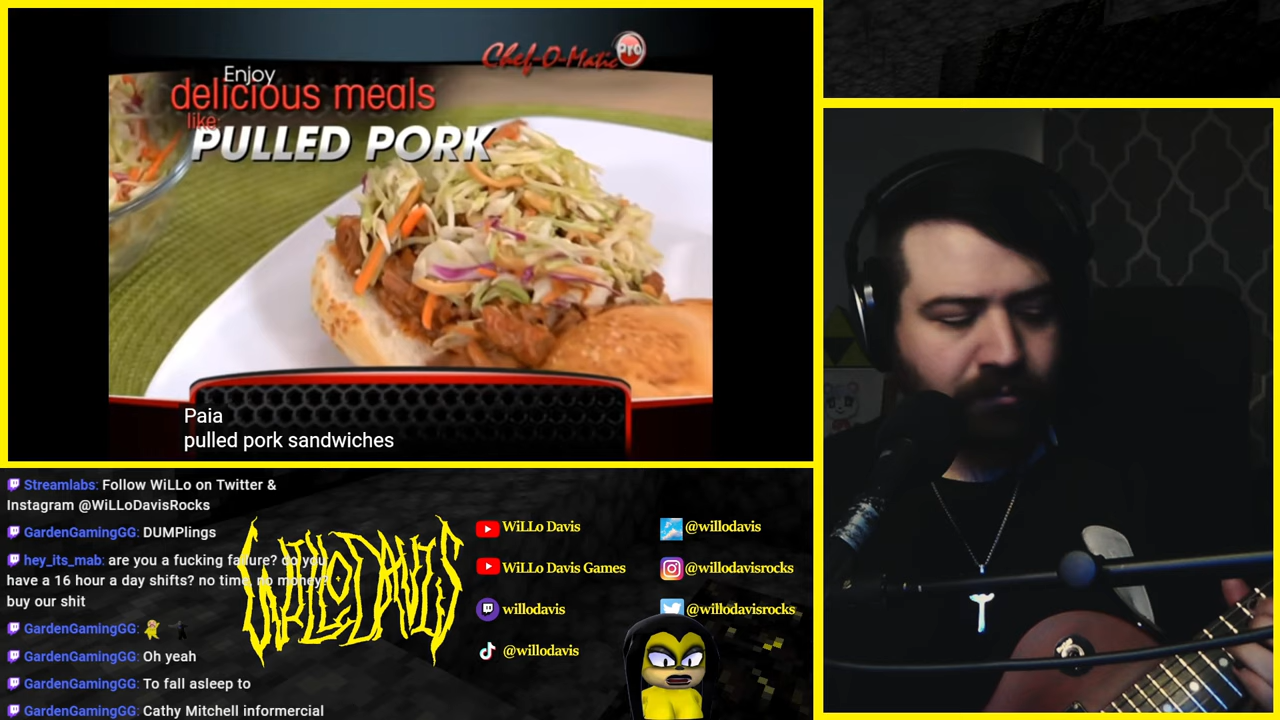 Chef-O-Matic Pro
Enjoy
delicious meals
like:
PULLED PORK
Paia
pulled pork sandwiches
Streamlabs: Follow WiLLo on Twitter &
Instagram @WiLLoDavisRocks
GardenGamingGG: DUMPlings
hey_its_mab: are you a fucking failure? do you
have a 16 hour a day shifts? no time, no money?
buy our shit
GardenGamingGG:
GardenGamingGG: Oh yeah
GardenGamingGG: To fall asleep to
GardenGamingGG: Cathy Mitchell informercial
WILLO DAVIS
WiLLo Davis
WiLLo Davis Games
willodavis
@willodavis
@willodavis
@willodavisrocks
@willodavisrocks